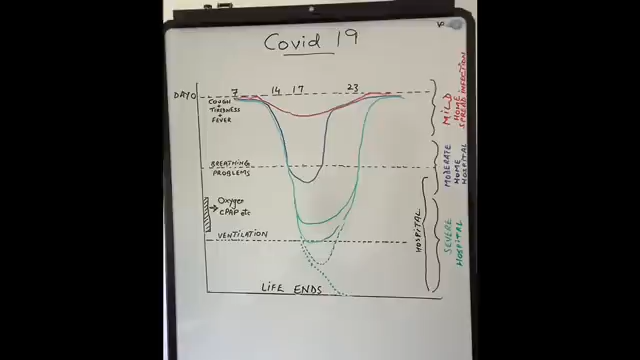 Covid 19
DAY0 7 14 17 23
COUGH
+
TIREDNESS
+
FEVER
BREATHING
PROBLEMS
Oxygen
CPAP etc
VENTILATION
LIFE ENDS
HOSPITAL
MILD
HOME
SPREAD INFECTION
MODERATE
HOME
HOSPITAL
SEVERE
HOSPITAL